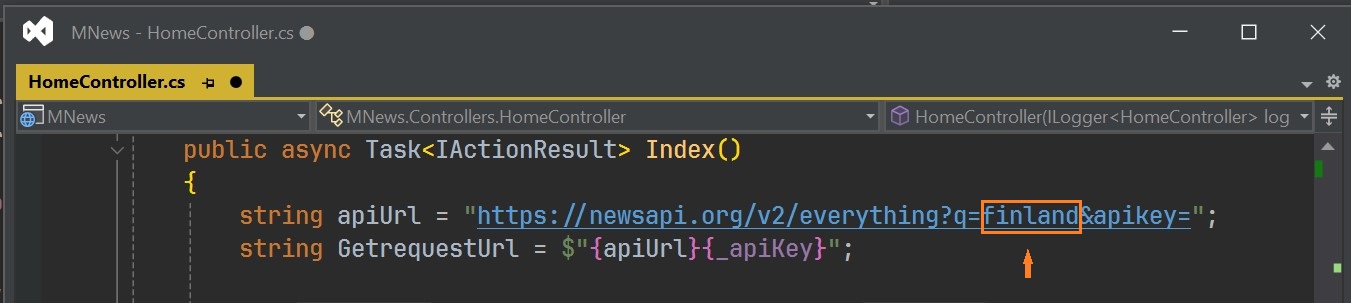 MNews - HomeController.cs
HomeController.cs
MNews
MNews.Controllers.HomeController
HomeController(ILogger<HomeController> log
public async Task<IActionResult> Index()
{
string apiUrl = "https://newsapi.org/v2/everything?q=finland&apikey=";
string GetrequestUrl = $"{apiUrl}{_apiKey}";